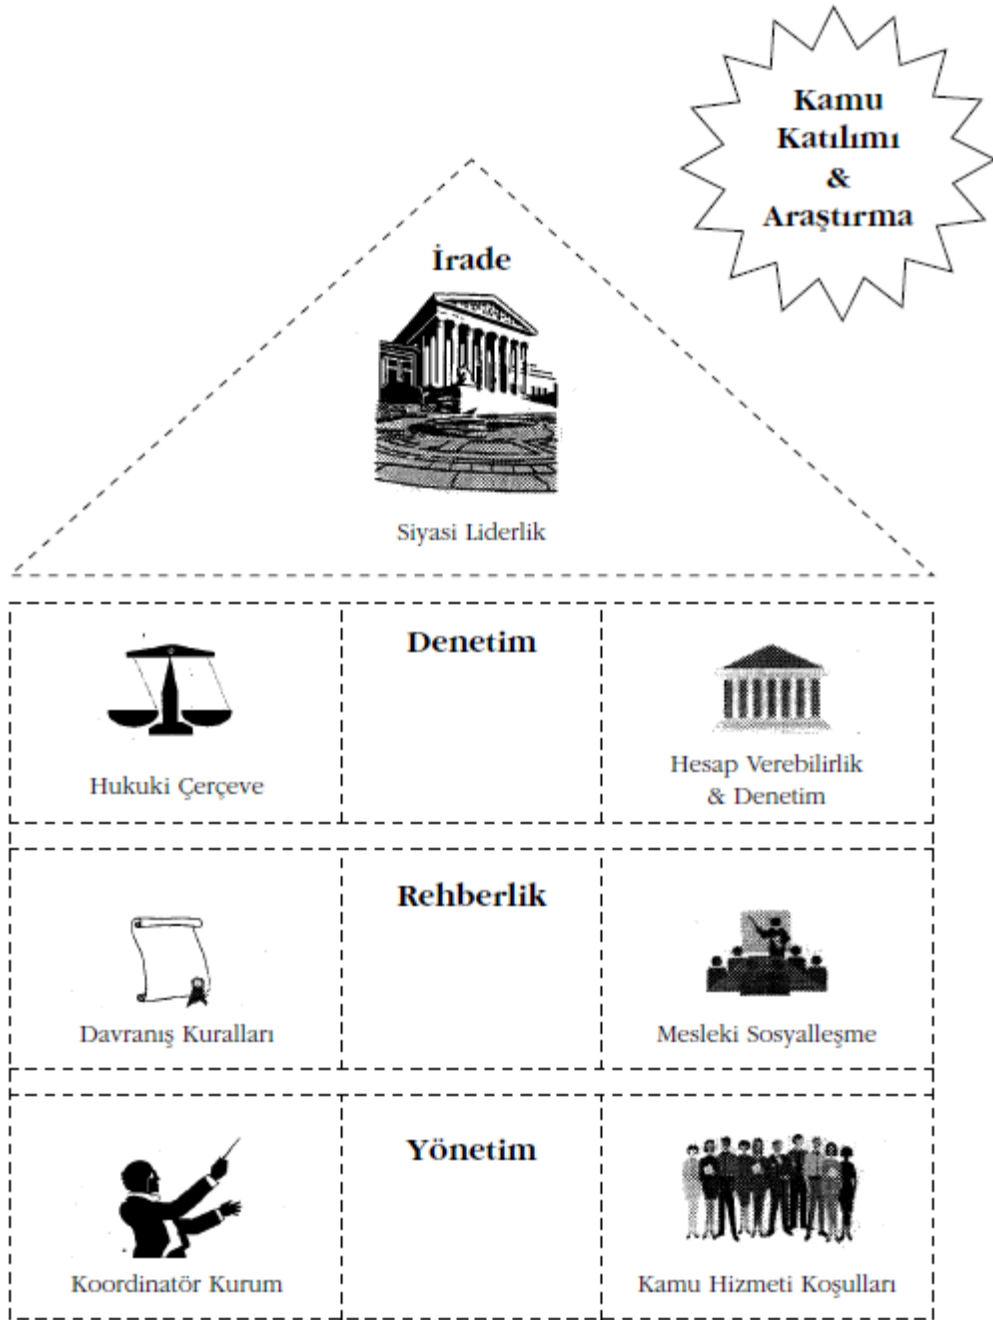 Kamu
Katılımı
&
Araştırma
İrade
Siyasi Liderlik
Denetim
Hukuki Çerçeve
Hesap Verebilirlik
& Denetim
Rehberlik
Davranış Kuralları
Mesleki Sosyalleşme
Yönetim
Koordinatör Kurum
Kamu Hizmeti Koşulları